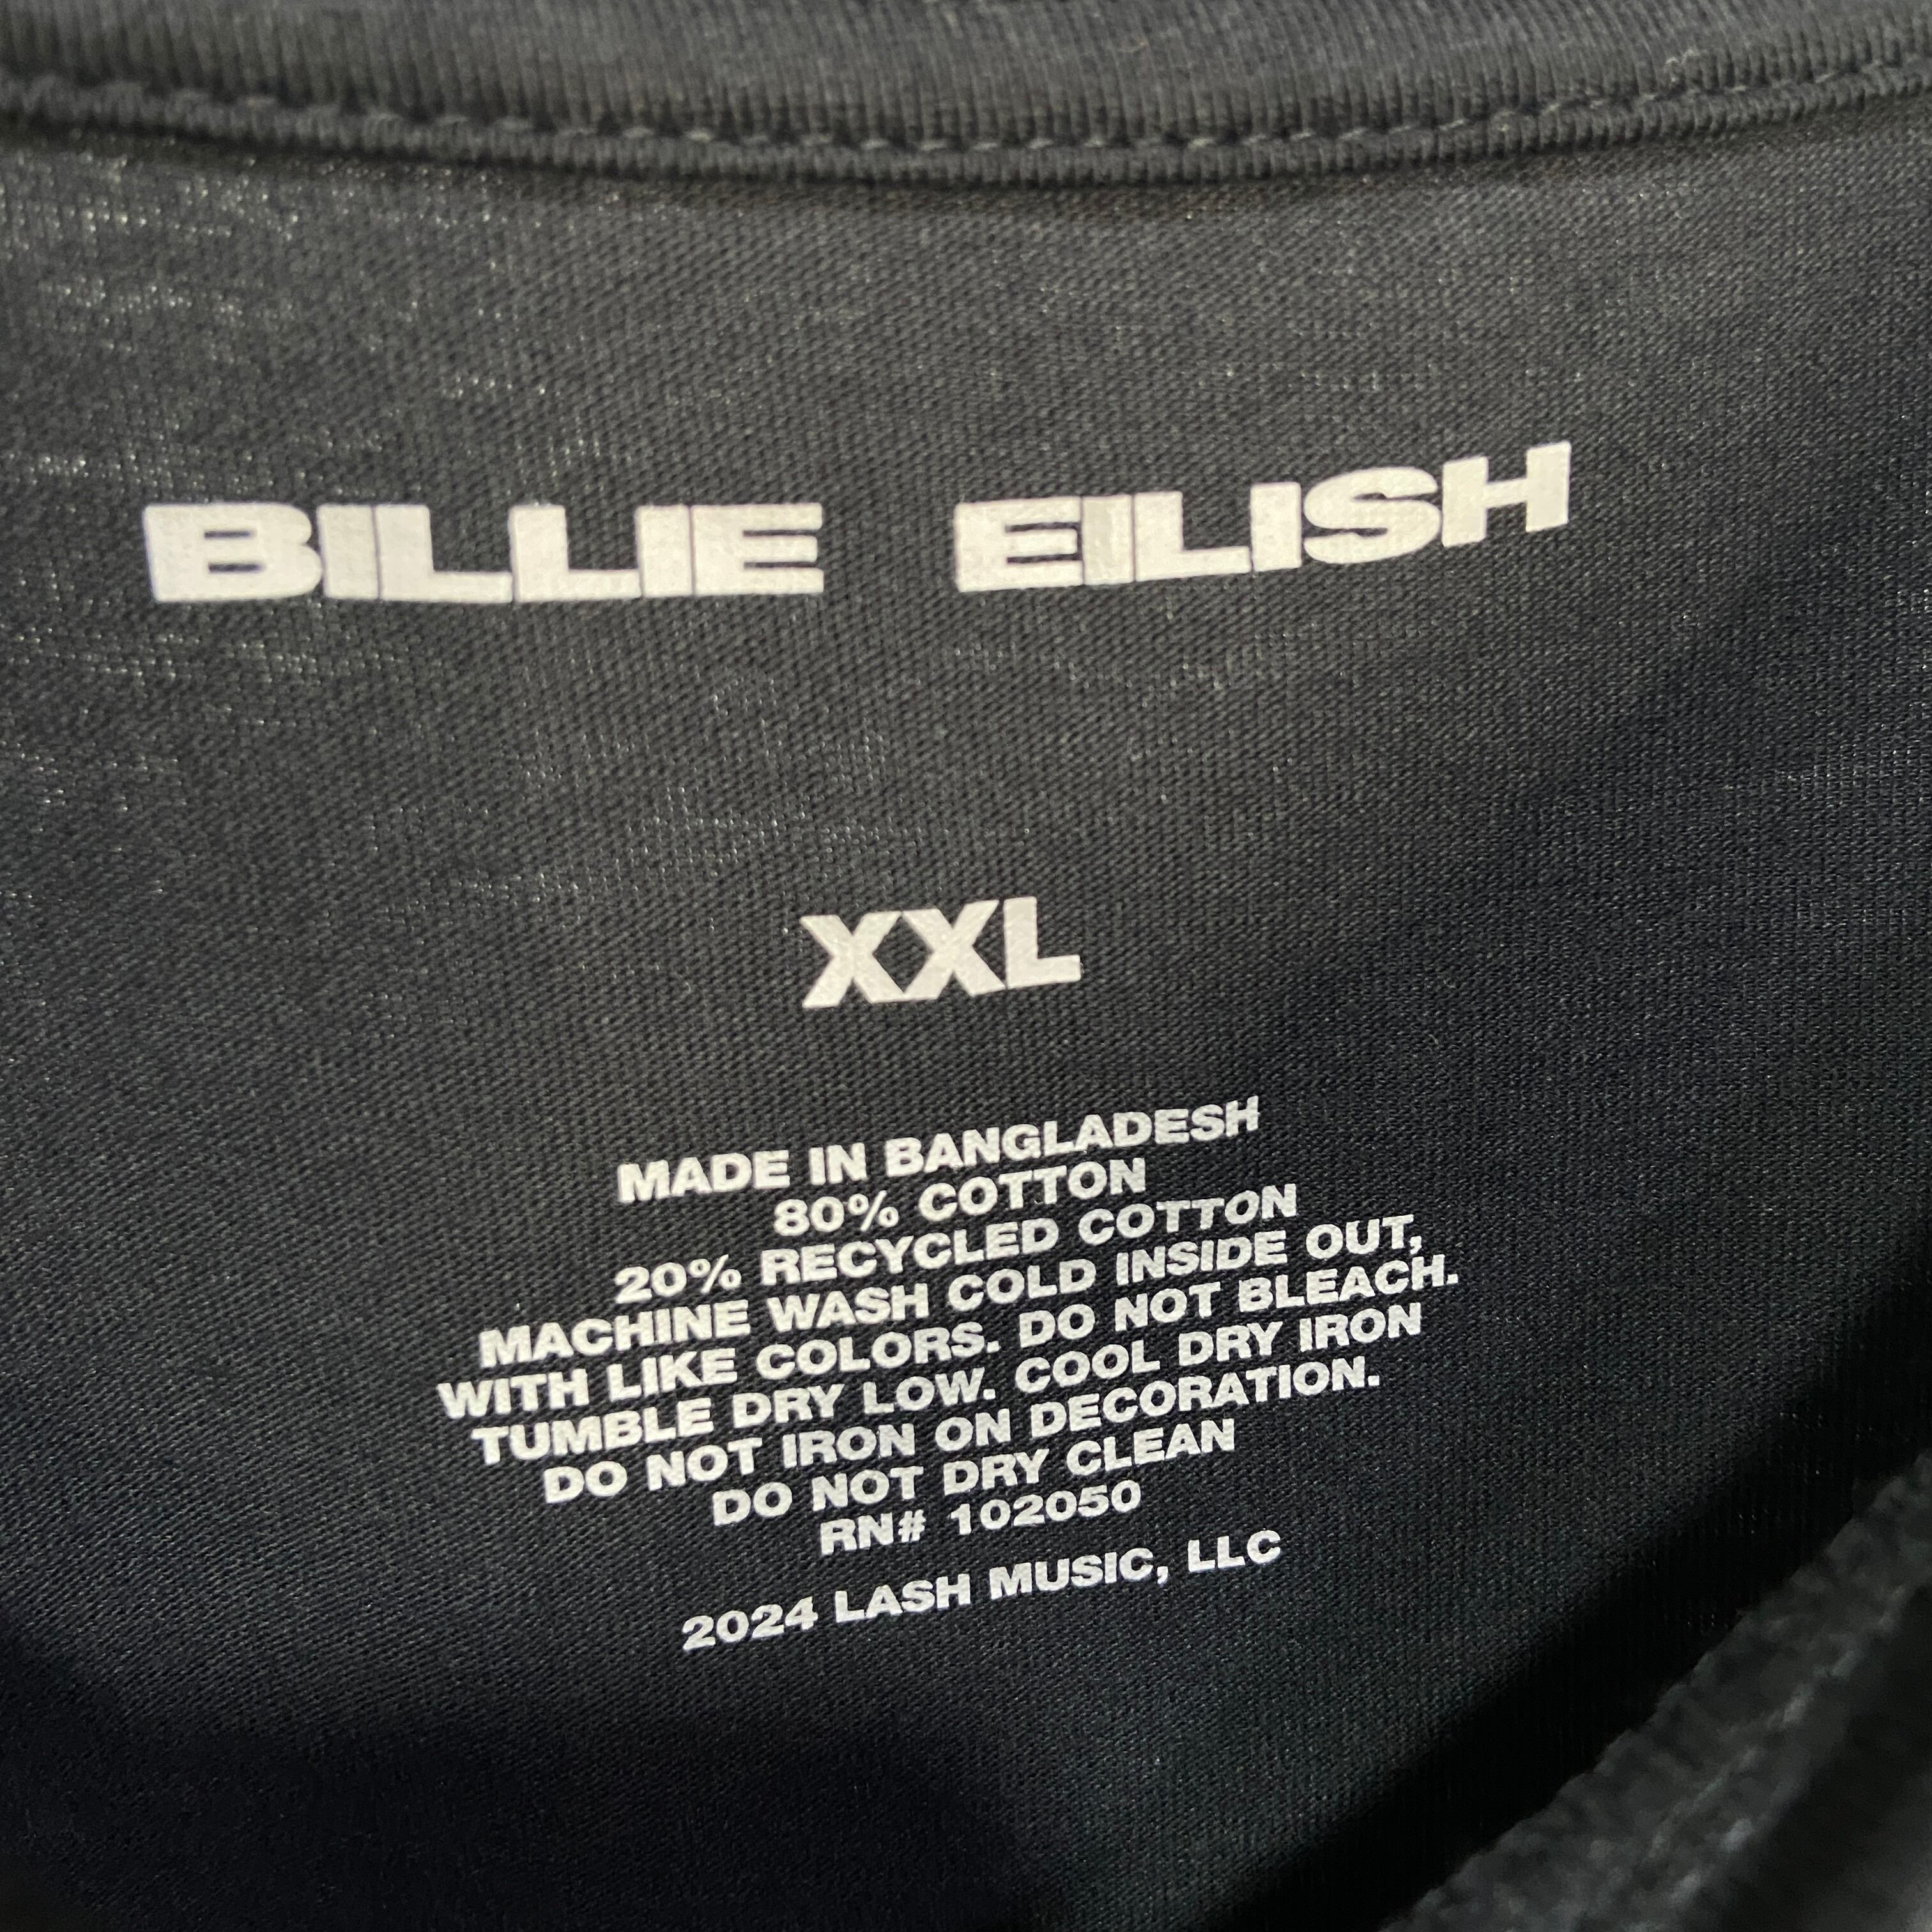 BILLIE EILISH
XXL
MADE IN BANGLADESH
80% COTTON
20% RECYCLED COTTON
MACHINE WASH COLD INSIDE OUT,
WITH LIKE COLORS. DO NOT BLEACH.
TUMBLE DRY LOW. COOL DRY IRON
DO NOT IRON ON DECORATION.
DO NOT DRY CLEAN
RN# 102050
2024 LASH MUSIC, LLC